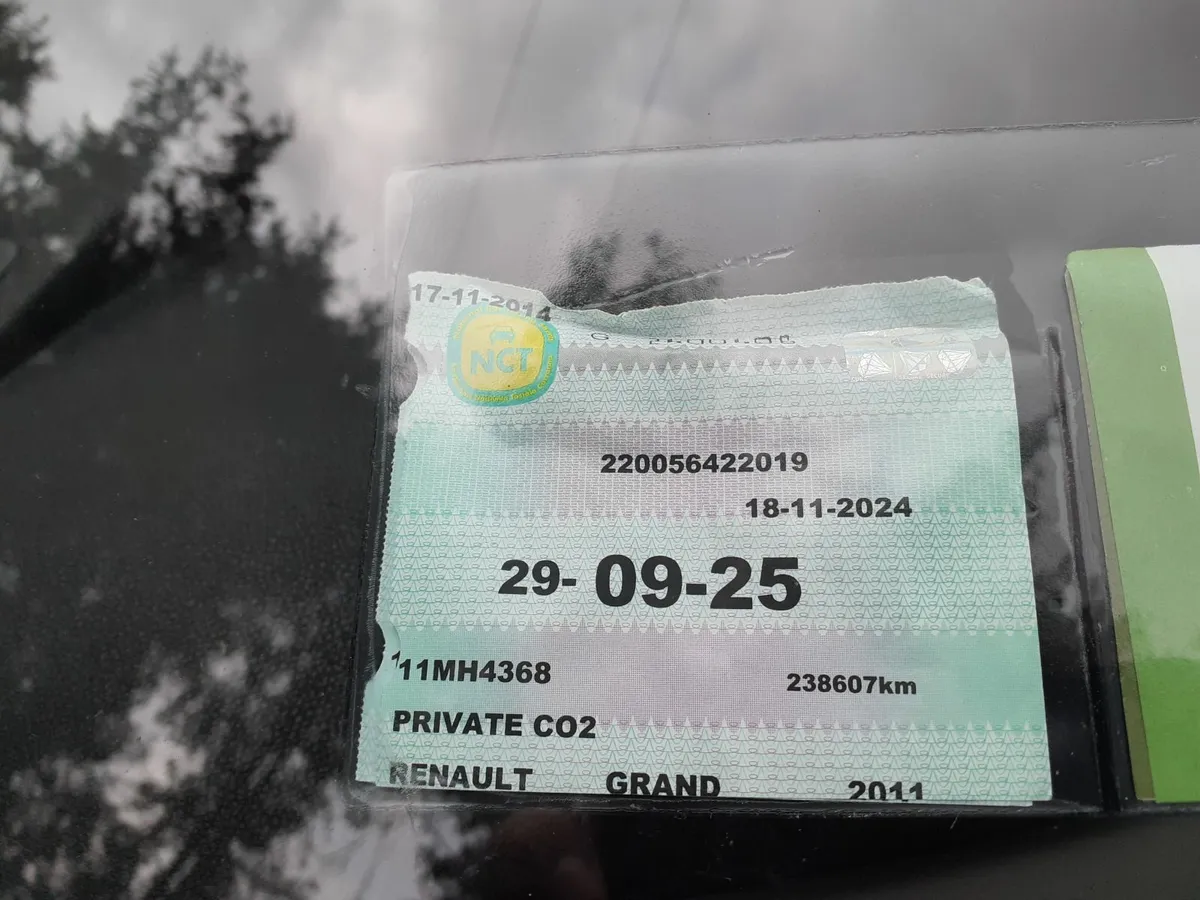 17-11-2014
NCT
220056422019
18-11-2024
29- 09-25
11MH4368 238607km
PRIVATE CO2
RENAULT GRAND 2011